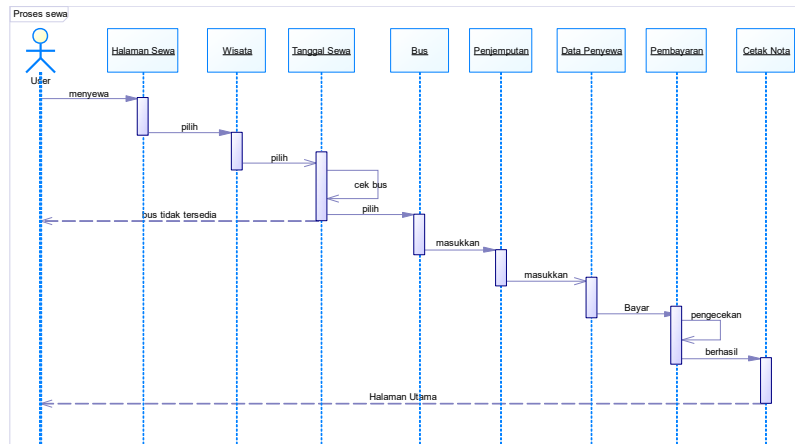 Proses sewa
User
Halaman Sewa
Wisata
Tanggal Sewa
Bus
Penjemputan
Data Penyewa
Pembayaran
Cetak Nota
menyewa
pilih
pilih
cek bus
pilih
bus tidak tersedia
masukkan
masukkan
Bayar
pengecekan
berhasil
Halaman Utama